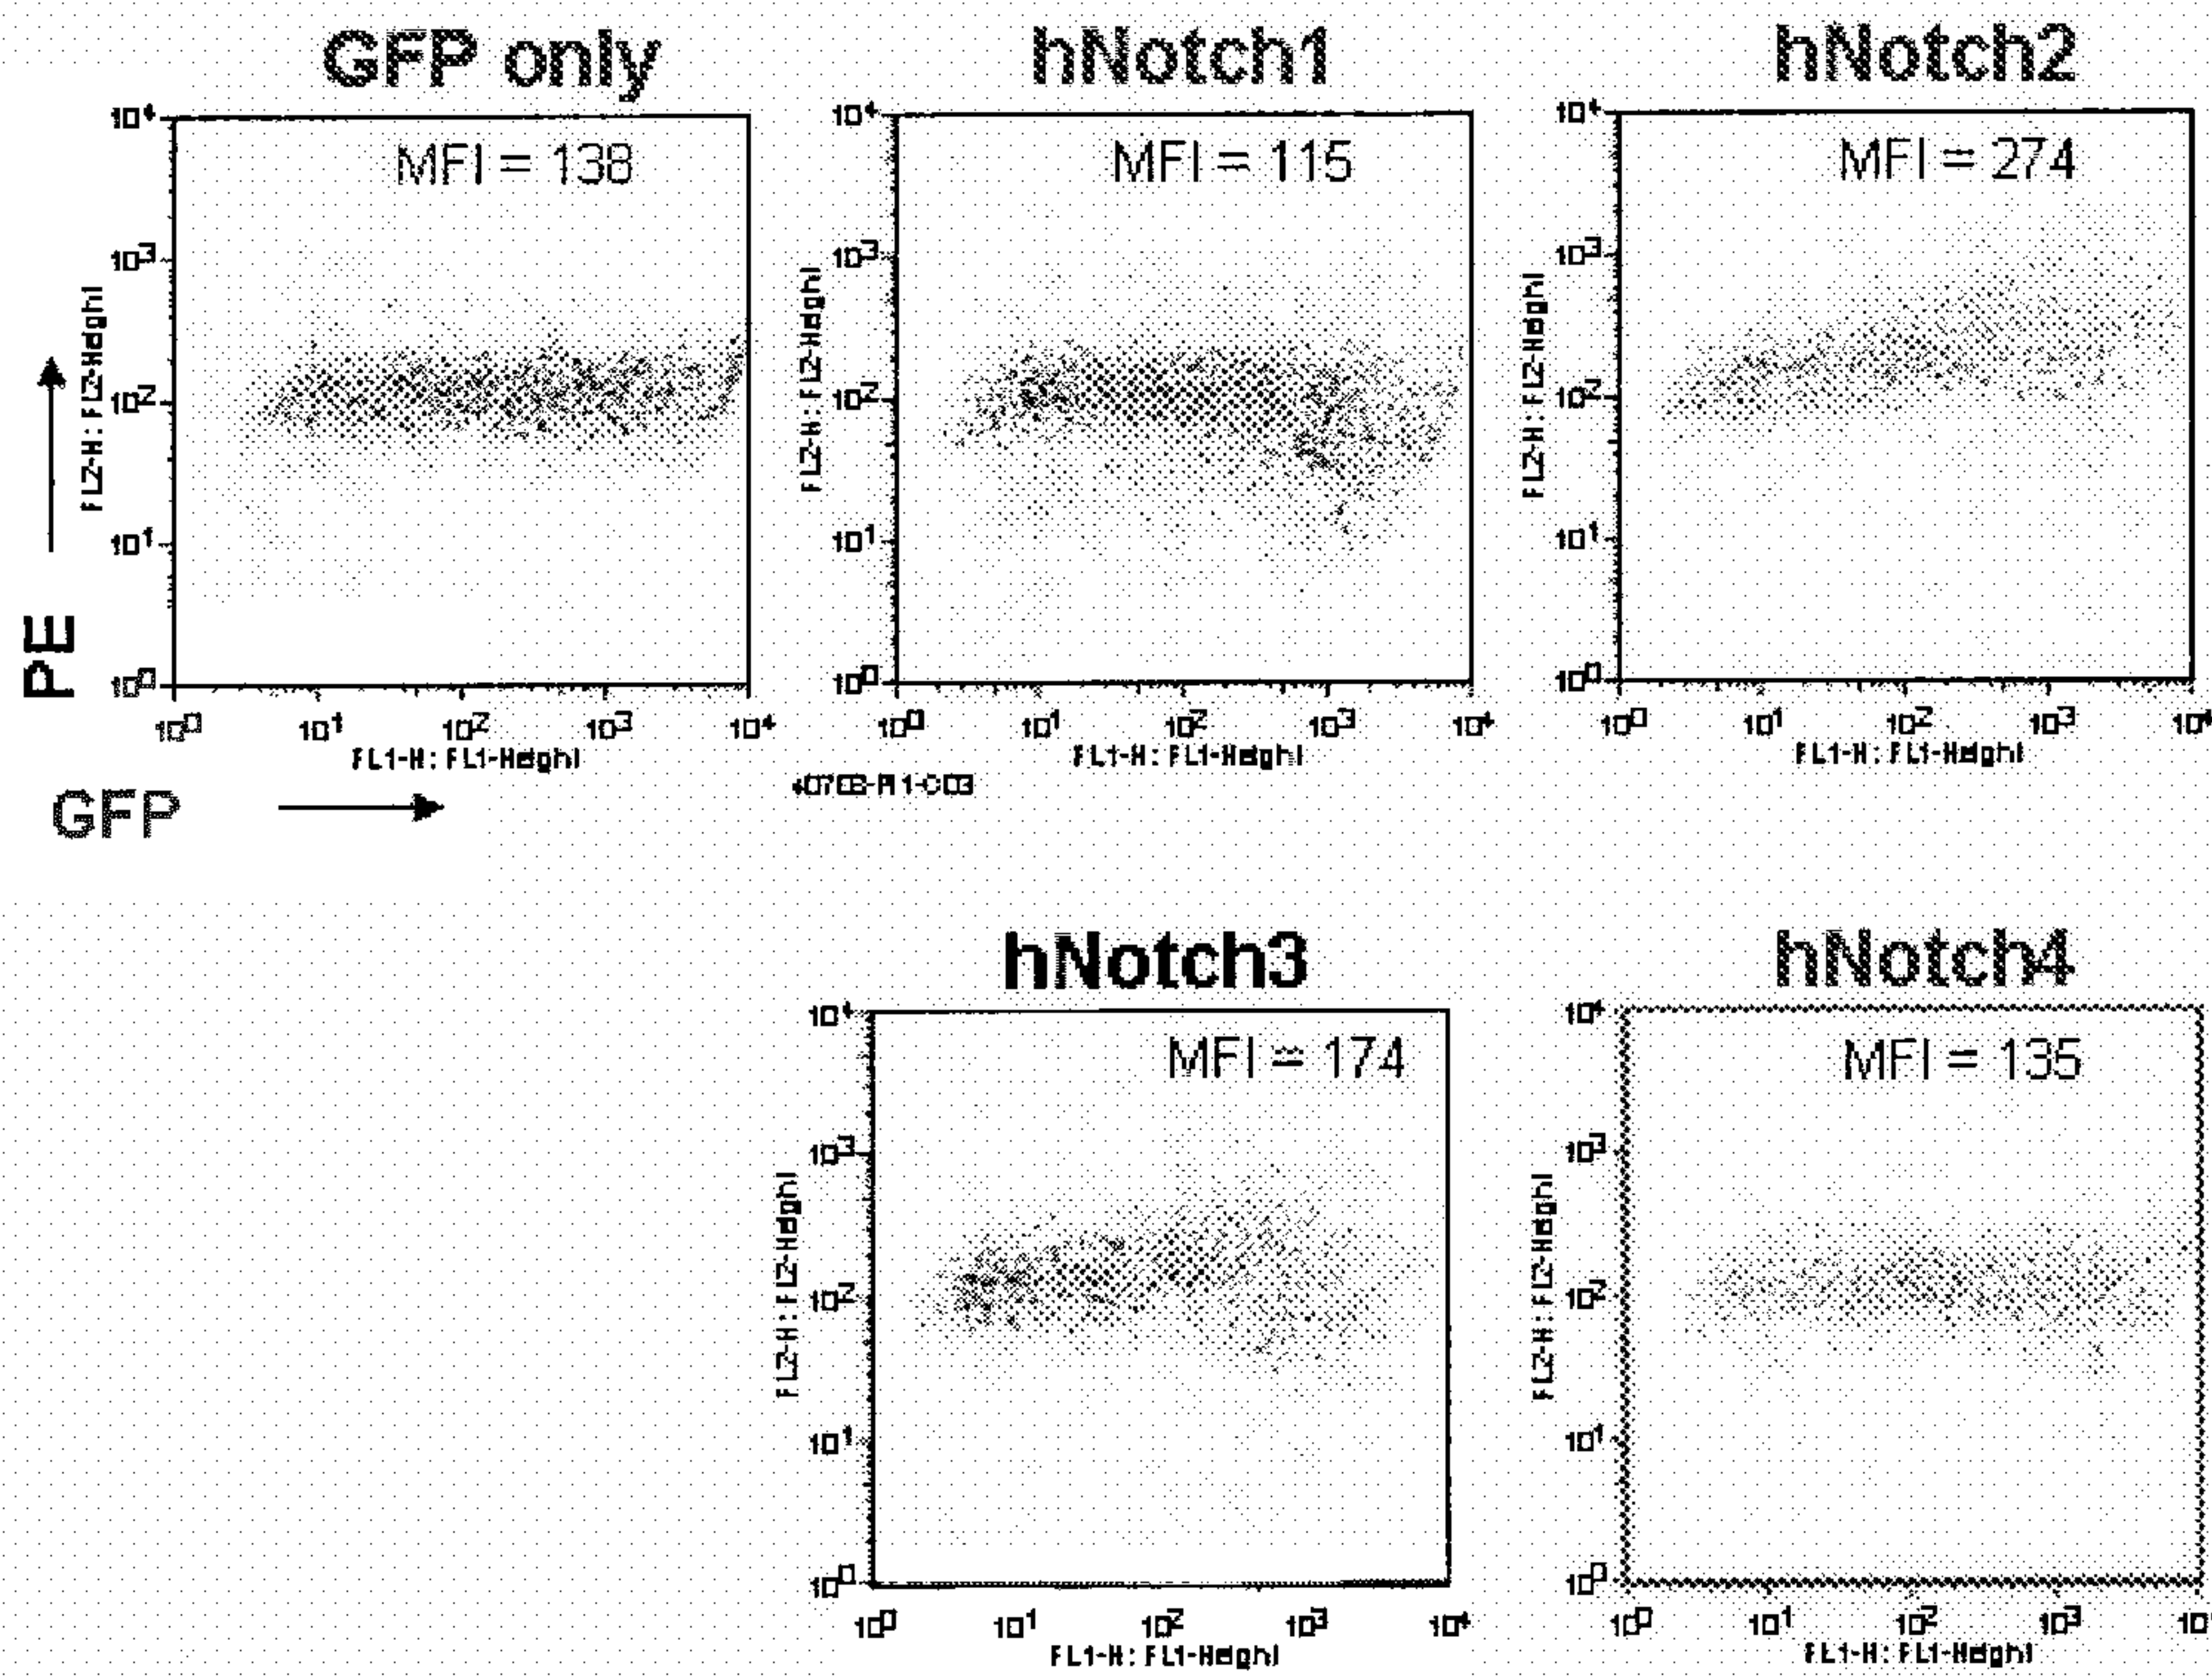 GFP only
MFI = 138
10⁴
10³
10²
10¹
10⁰
FL2-H: FL2-Height
10⁰ 10¹ 10² 10³ 10⁴
FL1-H: FL1-Height
PE
GFP
hNotch1
MFI = 115
10⁴
10³
10²
10¹
10⁰
FL2-H: FL2-Height
10⁰ 10¹ 10² 10³ 10⁴
FL1-H: FL1-Height
hNotch2
MFI = 274
10⁴
10³
10²
10¹
10⁰
FL2-H: FL2-Height
10⁰ 10¹ 10² 10³ 10⁴
FL1-H: FL1-Height
hNotch3
MFI = 174
10⁴
10³
10²
10¹
10⁰
FL2-H: FL2-Height
10⁰ 10¹ 10² 10³ 10⁴
FL1-H: FL1-Height
hNotch4
MFI = 135
10⁴
10³
10²
10¹
10⁰
FL2-H: FL2-Height
10⁰ 10¹ 10² 10³
FL1-H: FL1-Height